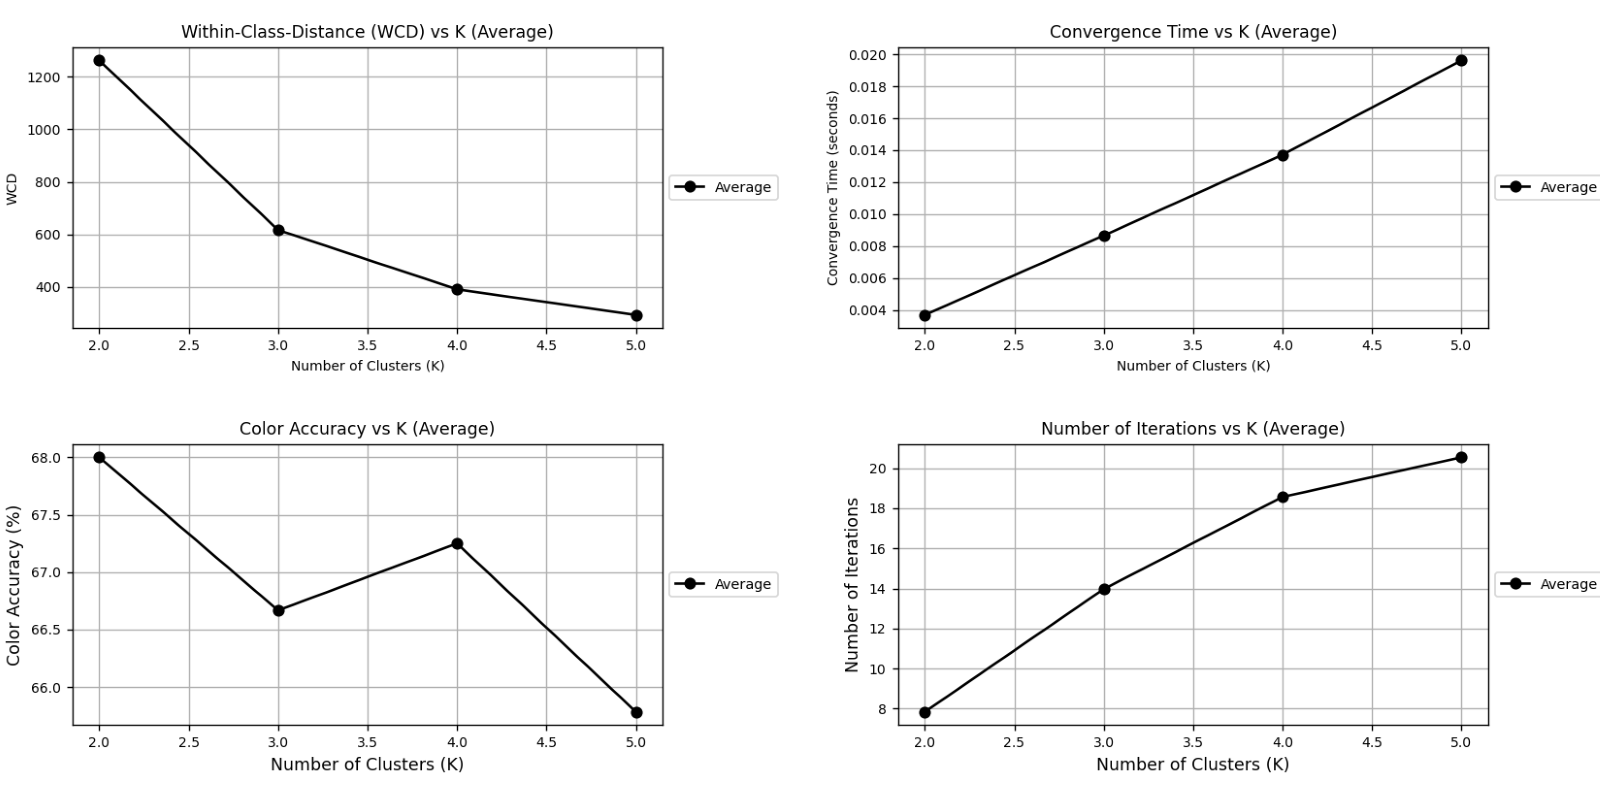 Within-Class-Distance (WCD) vs K (Average)
WCD
1200
1000
800
600
400
2.0 2.5 3.0 3.5 4.0 4.5 5.0
Number of Clusters (K)
Average
Convergence Time vs K (Average)
Convergence Time (seconds)
0.020
0.018
0.016
0.014
0.012
0.010
0.008
0.006
0.004
2.0 2.5 3.0 3.5 4.0 4.5 5.0
Number of Clusters (K)
Average
Color Accuracy vs K (Average)
Color Accuracy (%)
68.0
67.5
67.0
66.5
66.0
2.0 2.5 3.0 3.5 4.0 4.5 5.0
Number of Clusters (K)
Average
Number of Iterations vs K (Average)
Number of Iterations
20
18
16
14
12
10
8
2.0 2.5 3.0 3.5 4.0 4.5 5.0
Number of Clusters (K)
Average